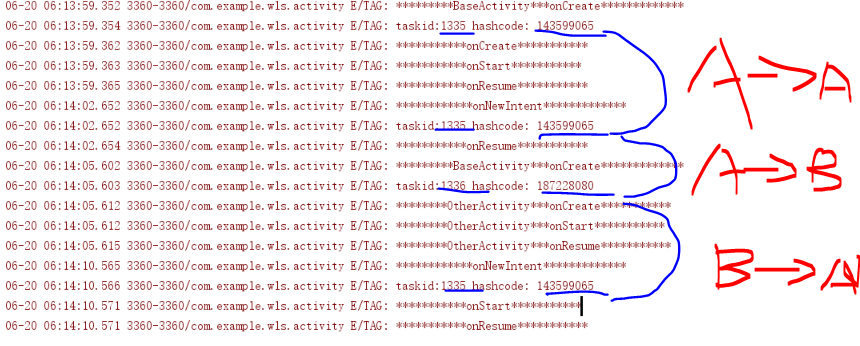 06-20 06:13:59.352 3360-3360/com.example.wls.activity E/TAG: **********BaseActivity***onCreate*************
06-20 06:13:59.354 3360-3360/com.example.wls.activity E/TAG: taskid:1335 hashcode: 143599065
06-20 06:13:59.362 3360-3360/com.example.wls.activity E/TAG: ***********onCreate***********
06-20 06:13:59.363 3360-3360/com.example.wls.activity E/TAG: ***********onStart***********
06-20 06:13:59.365 3360-3360/com.example.wls.activity E/TAG: ***********onResume***********
06-20 06:14:02.652 3360-3360/com.example.wls.activity E/TAG: ************onNewIntent*************
06-20 06:14:02.652 3360-3360/com.example.wls.activity E/TAG: taskid:1335 hashcode: 143599065
06-20 06:14:02.654 3360-3360/com.example.wls.activity E/TAG: ***********onResume***********
06-20 06:14:05.602 3360-3360/com.example.wls.activity E/TAG: **********BaseActivity***onCreate*************
06-20 06:14:05.603 3360-3360/com.example.wls.activity E/TAG: taskid:1336 hashcode: 187228080
06-20 06:14:05.612 3360-3360/com.example.wls.activity E/TAG: ********OtherActivity***onCreate***********
06-20 06:14:05.612 3360-3360/com.example.wls.activity E/TAG: ********OtherActivity***onStart***********
06-20 06:14:05.615 3360-3360/com.example.wls.activity E/TAG: ********OtherActivity***onResume***********
06-20 06:14:10.565 3360-3360/com.example.wls.activity E/TAG: ************onNewIntent*************
06-20 06:14:10.566 3360-3360/com.example.wls.activity E/TAG: taskid:1335 hashcode: 143599065
06-20 06:14:10.571 3360-3360/com.example.wls.activity E/TAG: ***********onStart***********
06-20 06:14:10.571 3360-3360/com.example.wls.activity E/TAG: ***********onResume***********
A→A
A→B
B→A